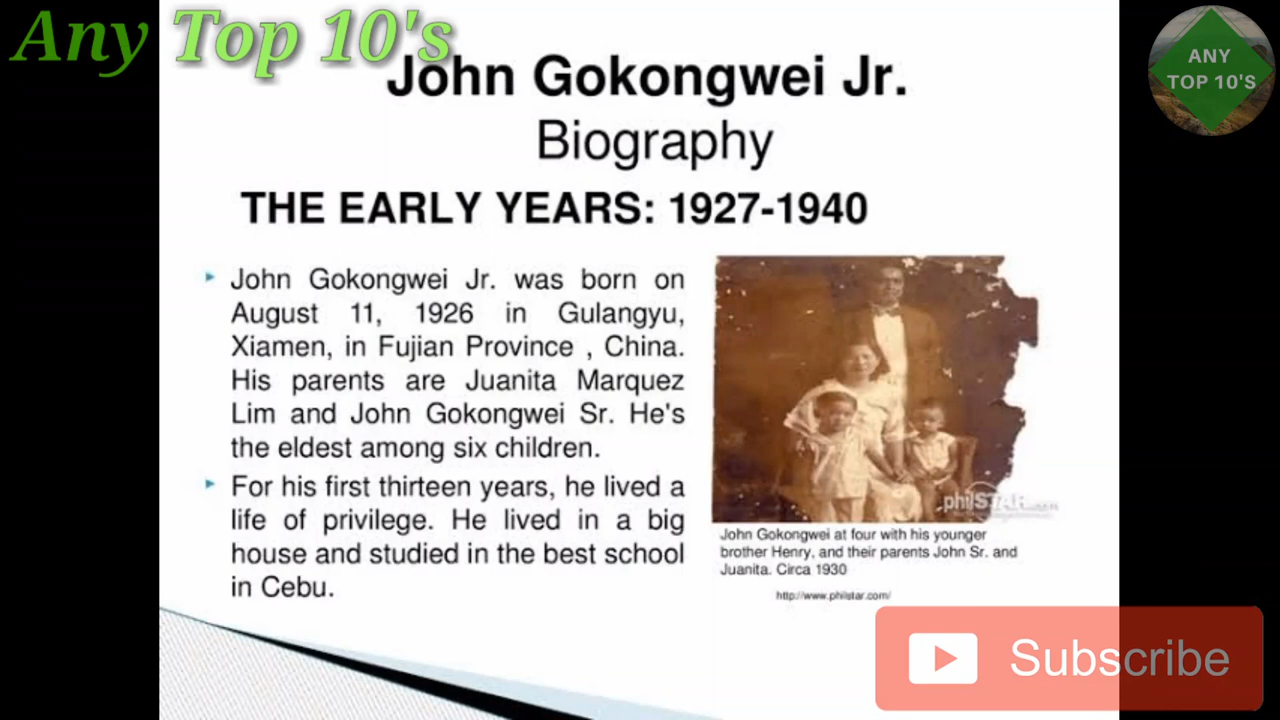 Any Top 10's
ANY
TOP 10'S
John Gokongwei Jr.
Biography
THE EARLY YEARS: 1927-1940
John Gokongwei Jr. was born on
August 11, 1926 in Gulangyu,
Xiamen, in Fujian Province , China.
His parents are Juanita Marquez
Lim and John Gokongwei Sr. He's
the eldest among six children.
For his first thirteen years, he lived a
life of privilege. He lived in a big
house and studied in the best school
in Cebu.
philSTAR.com
John Gokongwei at four with his younger
brother Henry, and their parents John Sr. and
Juanita. Circa 1930
http://www.philstar.com/
Subscribe